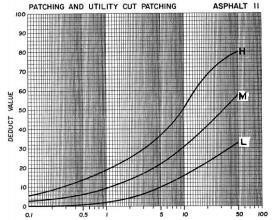 PATCHING AND UTILITY CUT PATCHING ASPHALT 11
100
90
80
70
60
50
40
30
20
10
0
DEDUCT VALUE
H
M
L
0.1 0.5 1 5 10 50 100